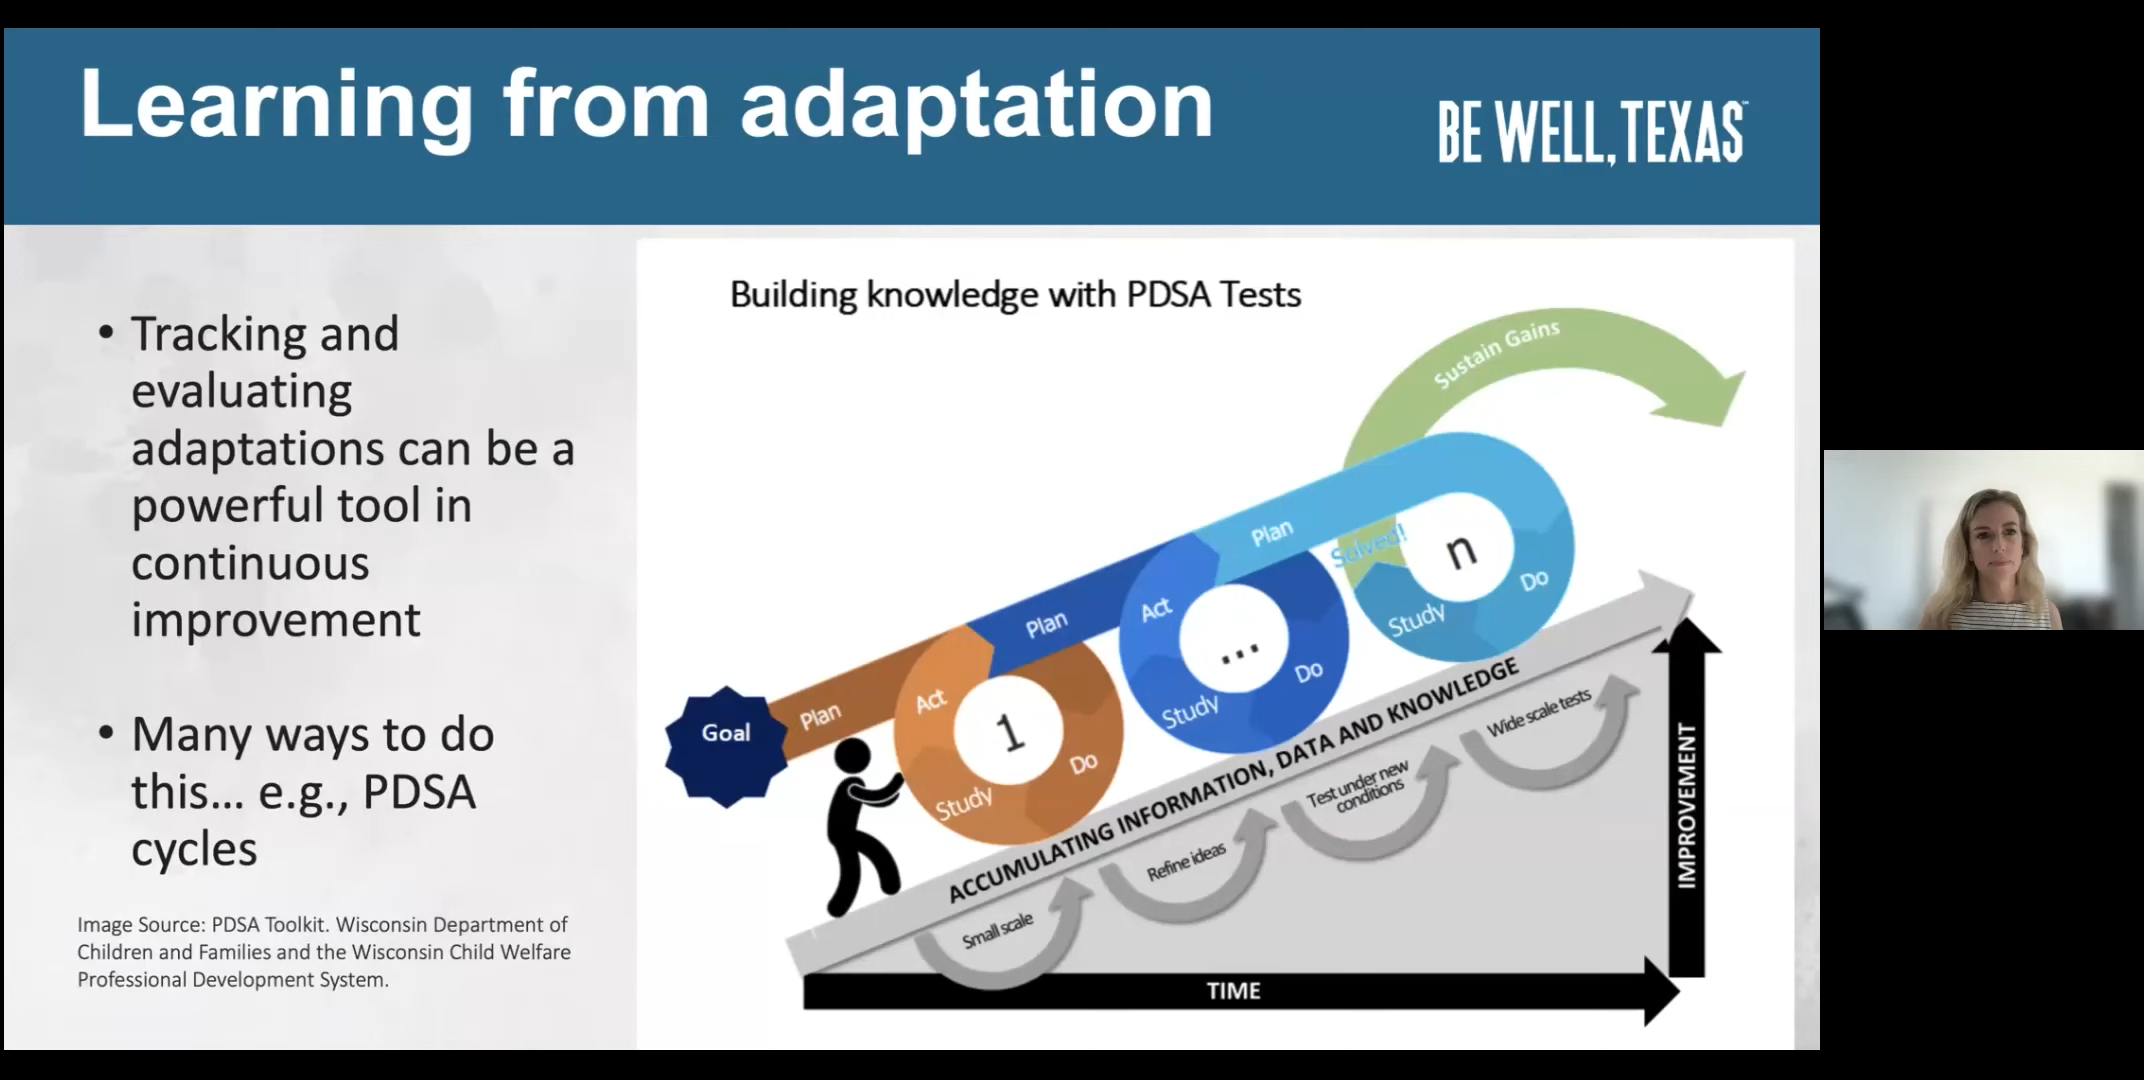 Learning from adaptation
BE WELL, TEXAS
• Tracking and
evaluating
adaptations can be a
powerful tool in
continuous
improvement
• Many ways to do
this... e.g., PDSA
cycles
Image Source: PDSA Toolkit. Wisconsin Department of
Children and Families and the Wisconsin Child Welfare
Professional Development System.
Building knowledge with PDSA Tests
Sustain Gains
Goal
Plan
Act
1
Do
Study
Plan
Act
...
Do
Study
Plan
Solved!
n
Do
Study
ACCUMULATING INFORMATION, DATA AND KNOWLEDGE
Small scale
Refine ideas
Test under new
conditions
Wide scale tests
IMPROVEMENT
TIME